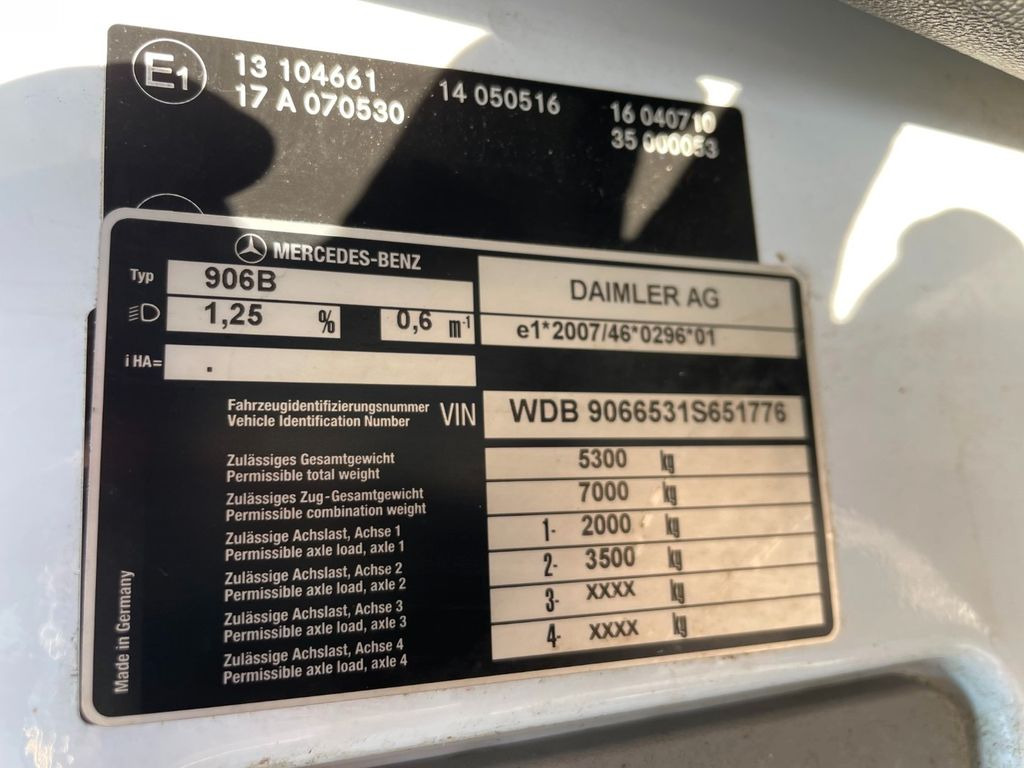 E1
13 104661 14 050516 16 040710
17 A 070530 35 000053
MERCEDES-BENZ
Typ 906B DAIMLER AG
1,25 % 0,6 m-1 e1*2007/46*0296*01
i HA= .
Fahrzeugidentifizierungsnummer
Vehicle Identification Number VIN WDB 9066531S651776
Zulässiges Gesamtgewicht
Permissible total weight 5300 kg
Zulässiges Zug-Gesamtgewicht
Permissible combination weight 7000 kg
Zulässige Achslast, Achse 1
Permissible axle load, axle 1 1- 2000 kg
Zulässige Achslast, Achse 2
Permissible axle load, axle 2 2- 3500 kg
Zulässige Achslast, Achse 3
Permissible axle load, axle 3 3- XXXX kg
Zulässige Achslast, Achse 4
Permissible axle load, axle 4 4- XXXX kg
Made in Germany